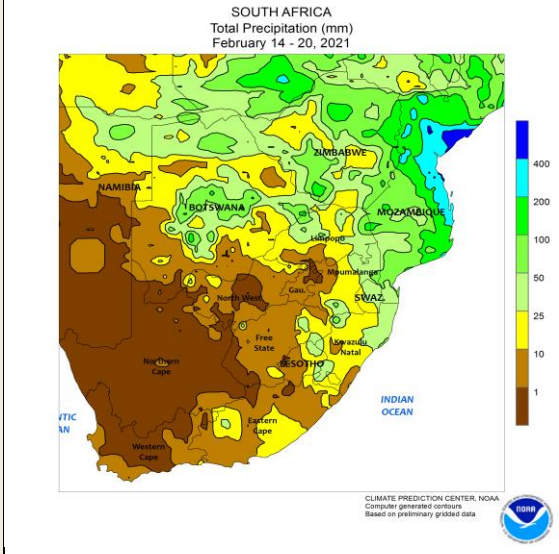 SOUTH AFRICA
Total Precipitation (mm)
February 14 - 20, 2021
ZIMBABWE
NAMIBIA
BOTSWANA
MOZAMBIQUE
Limpopo
Mpumalanga
North West
Gau.
SWAZ.
Free
State
Kwazulu
Natal
LESOTHO
Northern
Cape
Eastern
Cape
Western
Cape
NTIC
AN
INDIAN
OCEAN
400
200
100
50
25
10
1
CLIMATE PREDICTION CENTER, NOAA
Computer generated contours
Based on preliminary gridded data
NOAA